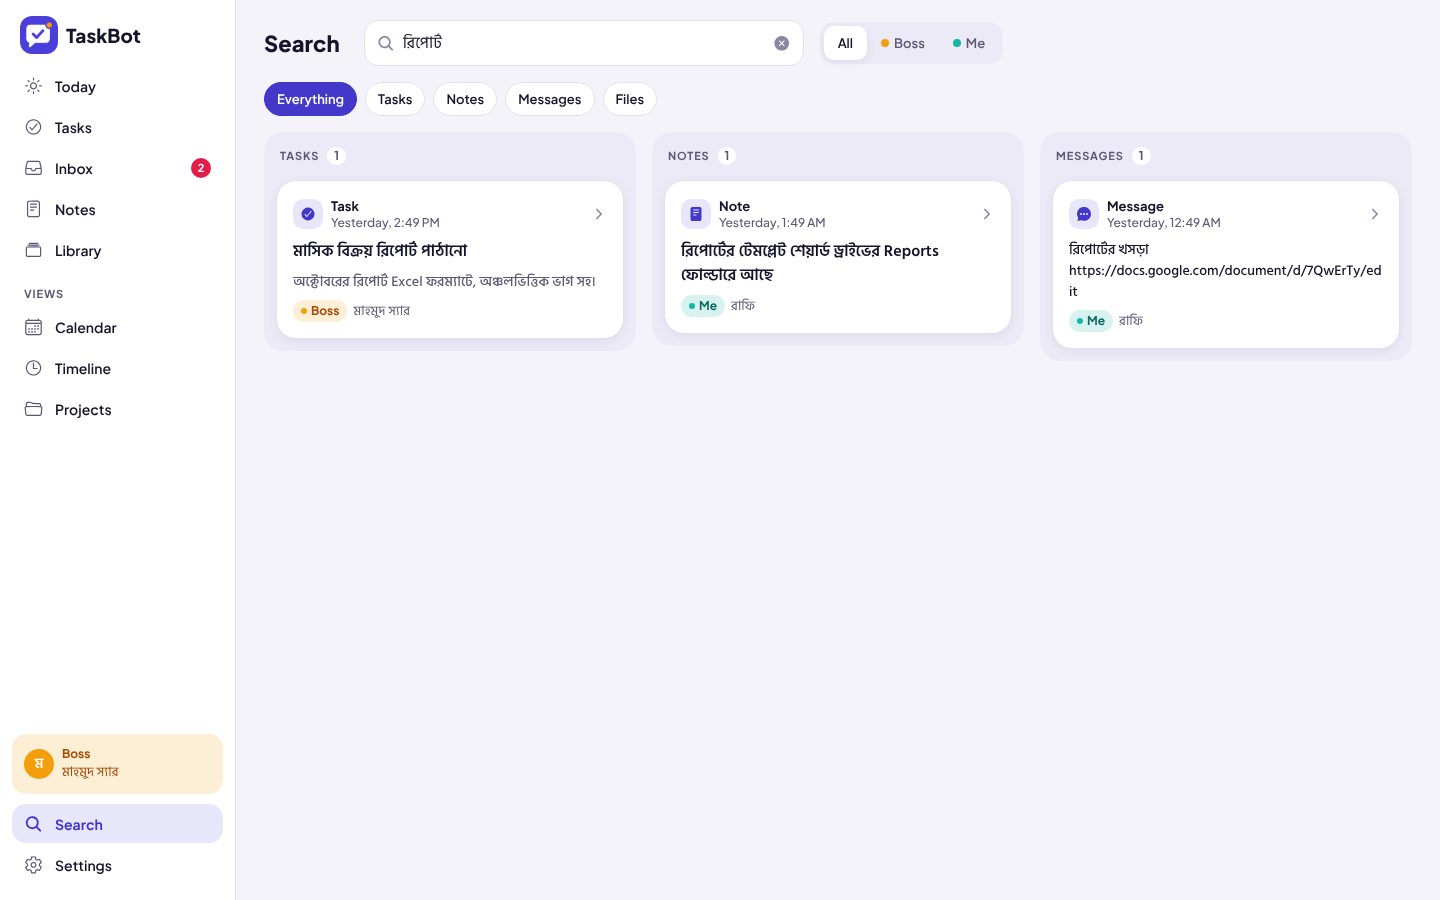 TaskBot
Today
Tasks
Inbox
2
Notes
Library
VIEWS
Calendar
Timeline
Projects
ম
Boss
মাহমুদ স্যার
Search
Settings
Search
রিপোর্ট
All
Boss
Me
Everything
Tasks
Notes
Messages
Files
TASKS 1
Task
Yesterday, 2:49 PM
মাসিক বিক্রয় রিপোর্ট পাঠানো
অক্টোবরের রিপোর্ট Excel ফরম্যাটে, অঞ্চলভিত্তিক ভাগ সহ।
Boss মাহমুদ স্যার
NOTES 1
Note
Yesterday, 1:49 AM
রিপোর্টের টেমপ্লেট শেয়ার্ড ড্রাইভের Reports
ফোল্ডারে আছে
Me রাফি
MESSAGES 1
Message
Yesterday, 12:49 AM
রিপোর্টের খসড়া
https://docs.google.com/document/d/7QwErTy/ed
it
Me রাফি